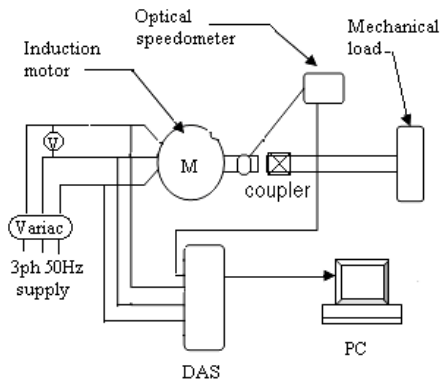 Optical
speedometer
Mechanical
load
Induction
motor
V
M
coupler
Variac
3ph 50Hz
supply
DAS
PC